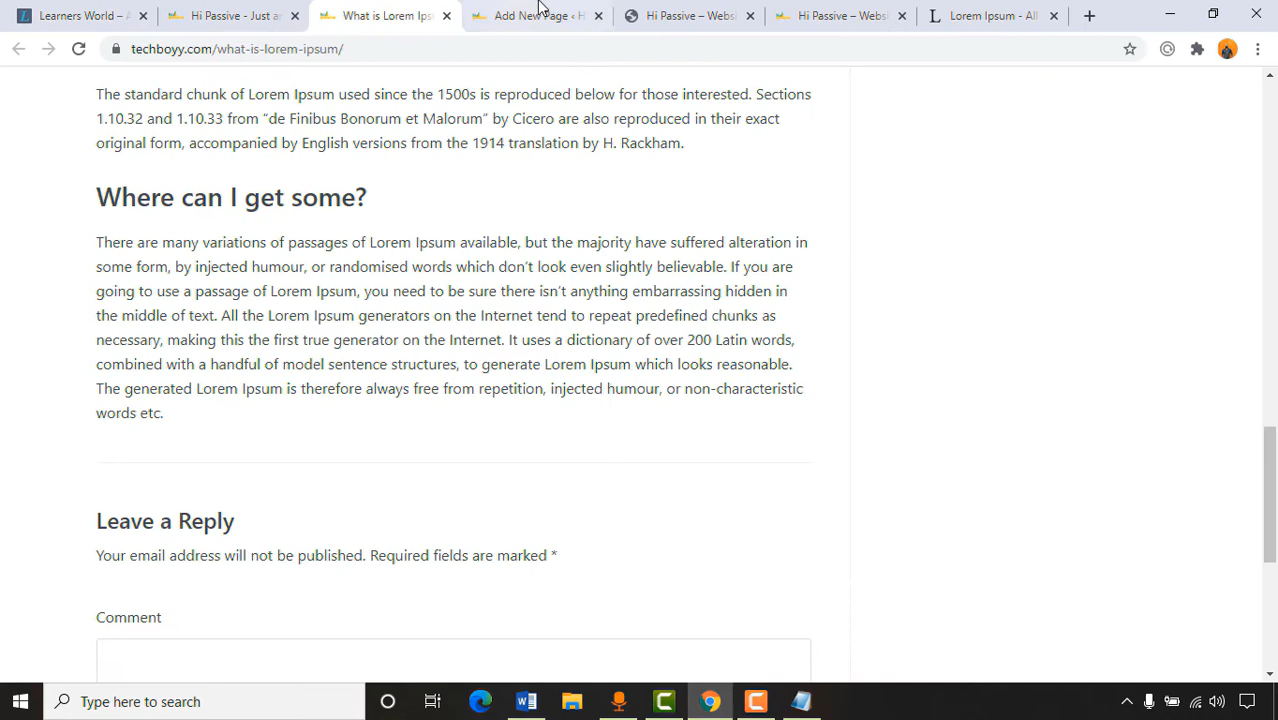 Learners World – A
Hi Passive - Just an
What is Lorem Ips
Add New Page ‹ H
Hi Passive – Websi
Hi Passive – Websi
Lorem Ipsum - All
techboyy.com/what-is-lorem-ipsum/
The standard chunk of Lorem Ipsum used since the 1500s is reproduced below for those interested. Sections
1.10.32 and 1.10.33 from “de Finibus Bonorum et Malorum” by Cicero are also reproduced in their exact
original form, accompanied by English versions from the 1914 translation by H. Rackham.
Where can I get some?
There are many variations of passages of Lorem Ipsum available, but the majority have suffered alteration in
some form, by injected humour, or randomised words which don’t look even slightly believable. If you are
going to use a passage of Lorem Ipsum, you need to be sure there isn’t anything embarrassing hidden in
the middle of text. All the Lorem Ipsum generators on the Internet tend to repeat predefined chunks as
necessary, making this the first true generator on the Internet. It uses a dictionary of over 200 Latin words,
combined with a handful of model sentence structures, to generate Lorem Ipsum which looks reasonable.
The generated Lorem Ipsum is therefore always free from repetition, injected humour, or non-characteristic
words etc.
Leave a Reply
Your email address will not be published. Required fields are marked *
Comment
Type here to search